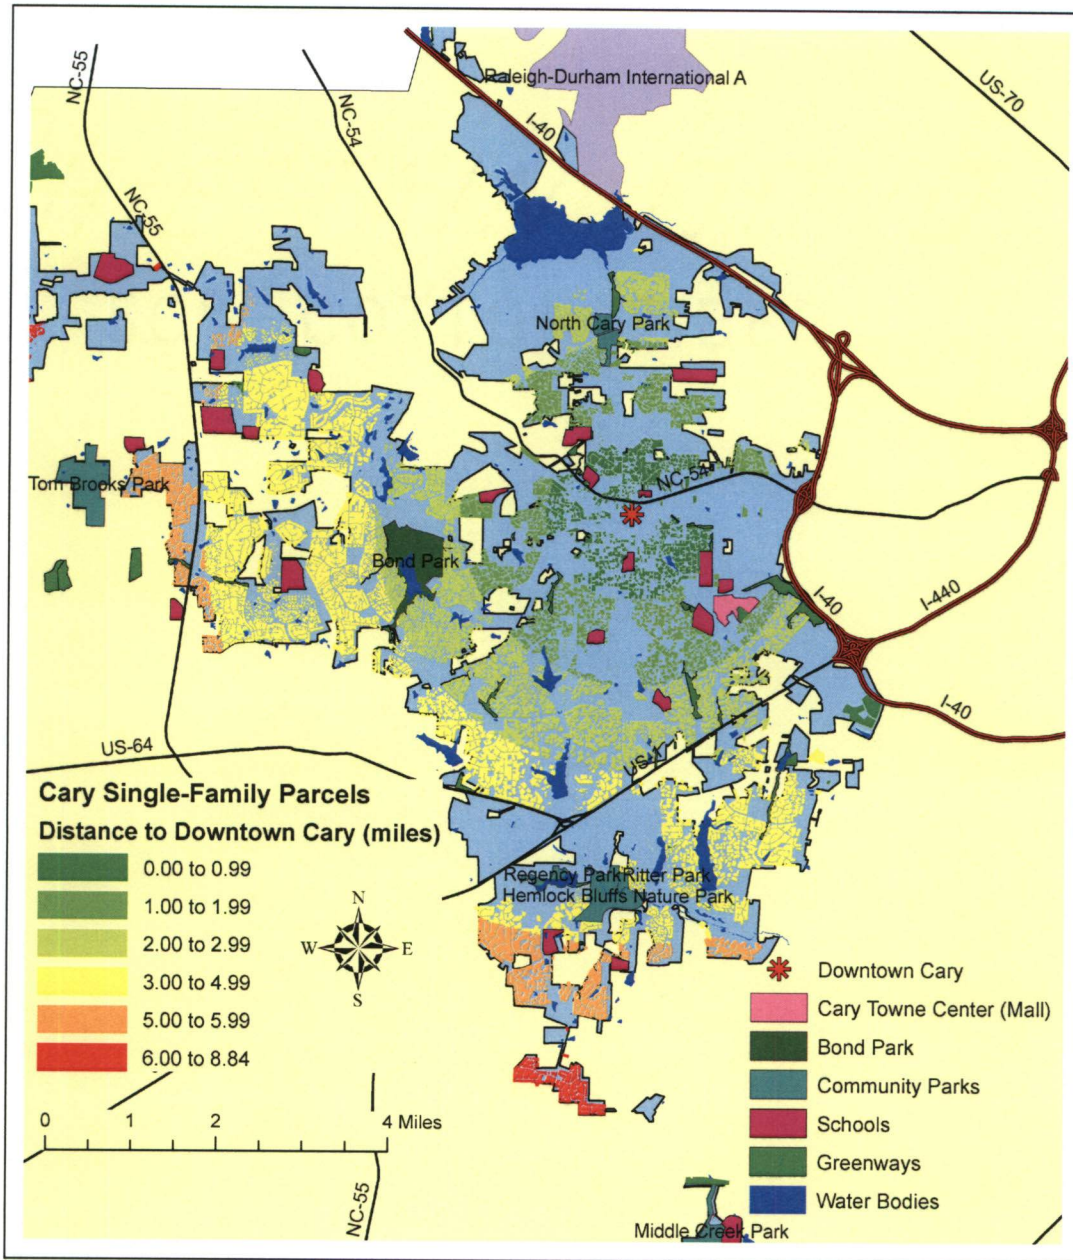 NC-55
NC-54
Raleigh-Durham International A
I-40
US-70
NC-55
North Cary Park
NC-54
Tom Brooks Park
Bond Park
I-40
I-440
I-40
US-64
US-1
Cary Single-Family Parcels
Distance to Downtown Cary (miles)
0.00 to 0.99
1.00 to 1.99
2.00 to 2.99
3.00 to 4.99
5.00 to 5.99
6.00 to 8.84
N
W
E
S
Regency ParkRitter Park
Hemlock Bluffs Nature Park
Downtown Cary
Cary Towne Center (Mall)
Bond Park
Community Parks
Schools
Greenways
Water Bodies
0 2 4 Miles
NC-55
Middle Creek Park